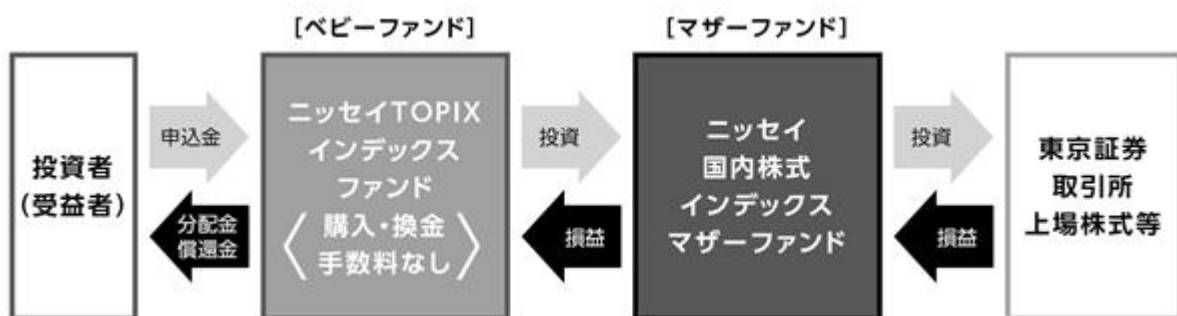 [ベビーファンド]
[マザーファンド]
投資者
(受益者)
申込金
分配金
償還金
ニッセイTOPIX
インデックス
ファンド
〈購入・換金
手数料なし〉
投資
損益
ニッセイ
国内株式
インデックス
マザーファンド
投資
損益
東京証券
取引所
上場株式等